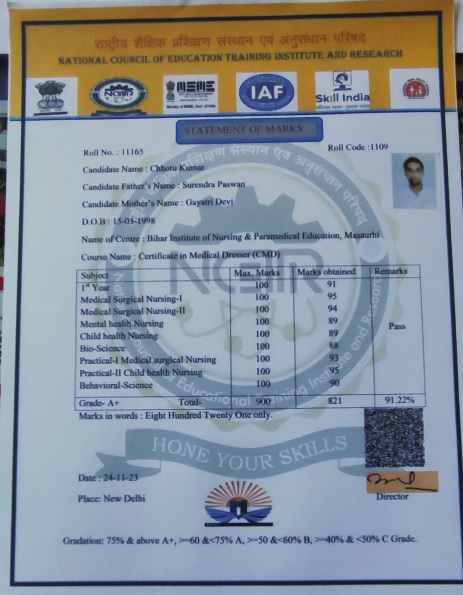 राष्ट्रीय शैक्षिक प्रशिक्षण संस्थान एवं अनुसंधान परिषद
NATIONAL COUNCIL OF EDUCATION TRAINING INSTITUTE AND RESEARCH
IAF
Skill India
STATEMENT OF MARKS
Roll No. : 11165 Roll Code :1109
Candidate Name : Chhotu Kumar
Candidate Father's Name : Surendra Paswan
Candidate Mother's Name : Gayatri Devi
D.O.B : 15-03-1998
Name of Centre : Bihar Institute of Nursing & Paramedical Education, Masaurhi
Course Name : Certificate in Medical Dresser (CMD)
Subject Max. Marks Marks obtained Remarks
1st Year 100 91
Medical Surgical Nursing-I 100 95
Medical Surgical Nursing-II 100 94
Mental health Nursing 100 89
Child health Nursing 100 89
Bio-Science 100 88
Practical-I Medical surgical Nursing 100 93
Practical-II Child health Nursing 100 95
Behavioral-Science 100 90
Pass
Grade- A+ Total- 900 821 91.22%
Marks in words : Eight Hundred Twenty One only.
HONE YOUR SKILLS
Date : 24-11-23
Place: New Delhi
Director
Gradation: 75% & above A+, >=60 &<75% A, >=50 &<60% B, >=40% & <50% C Grade.